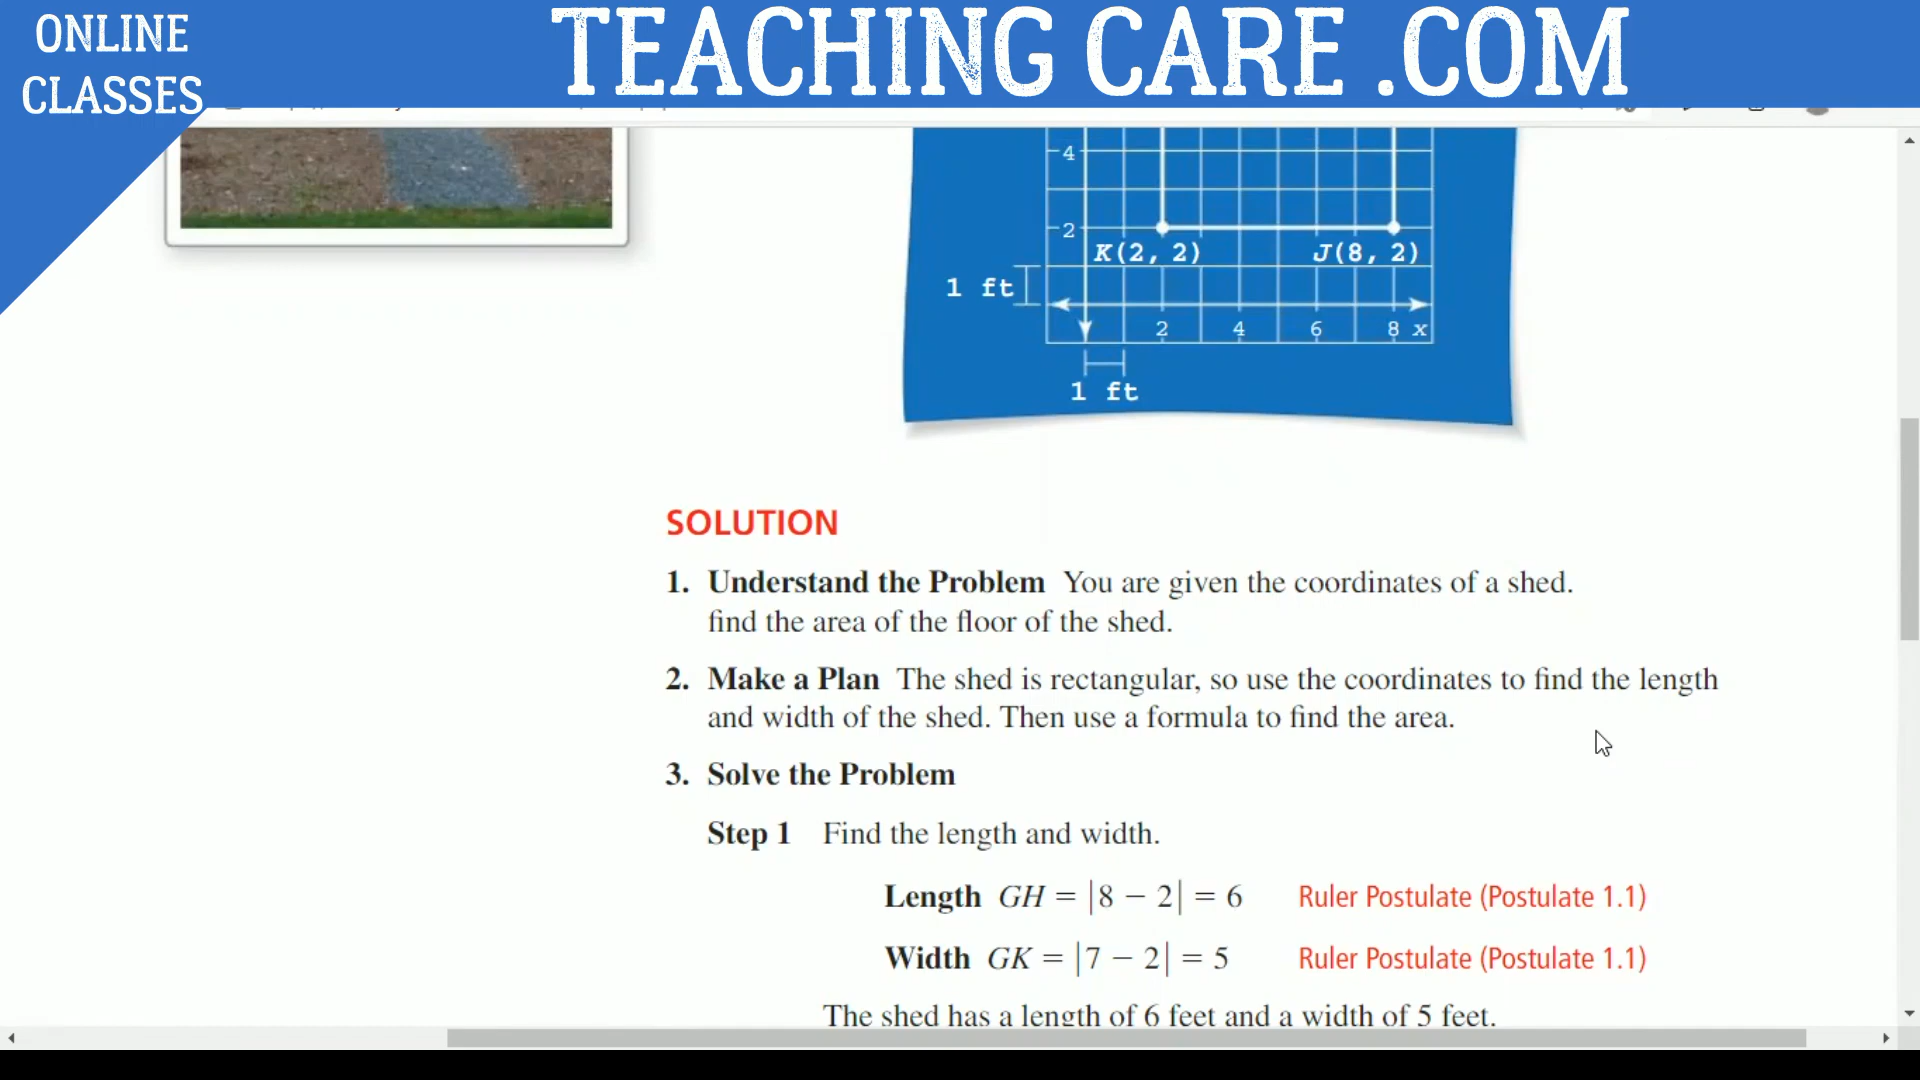 ONLINE
CLASSES
TEACHING CARE .COM
4
2
K(2, 2)
J(8, 2)
1 ft
2
4
6
8
x
1 ft
SOLUTION
1. Understand the Problem You are given the coordinates of a shed.
find the area of the floor of the shed.
2. Make a Plan The shed is rectangular, so use the coordinates to find the length
and width of the shed. Then use a formula to find the area.
3. Solve the Problem
Step 1 Find the length and width.
Length GH = |8 − 2| = 6 Ruler Postulate (Postulate 1.1)
Width GK = |7 − 2| = 5 Ruler Postulate (Postulate 1.1)
The shed has a length of 6 feet and a width of 5 feet.